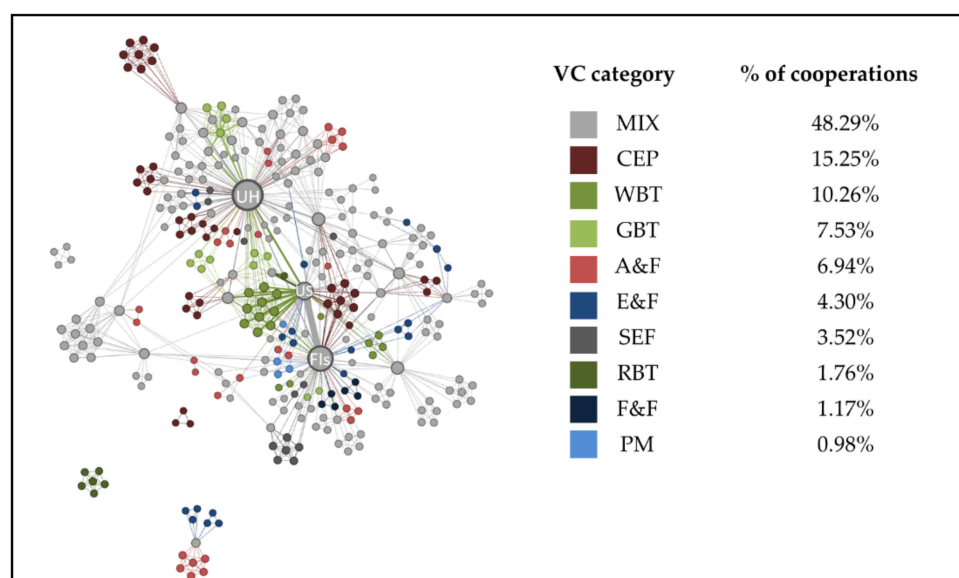 VC category % of cooperations
MIX 48.29%
CEP 15.25%
WBT 10.26%
GBT 7.53%
A&F 6.94%
E&F 4.30%
SEF 3.52%
RBT 1.76%
F&F 1.17%
PM 0.98%
UH
US
FIs